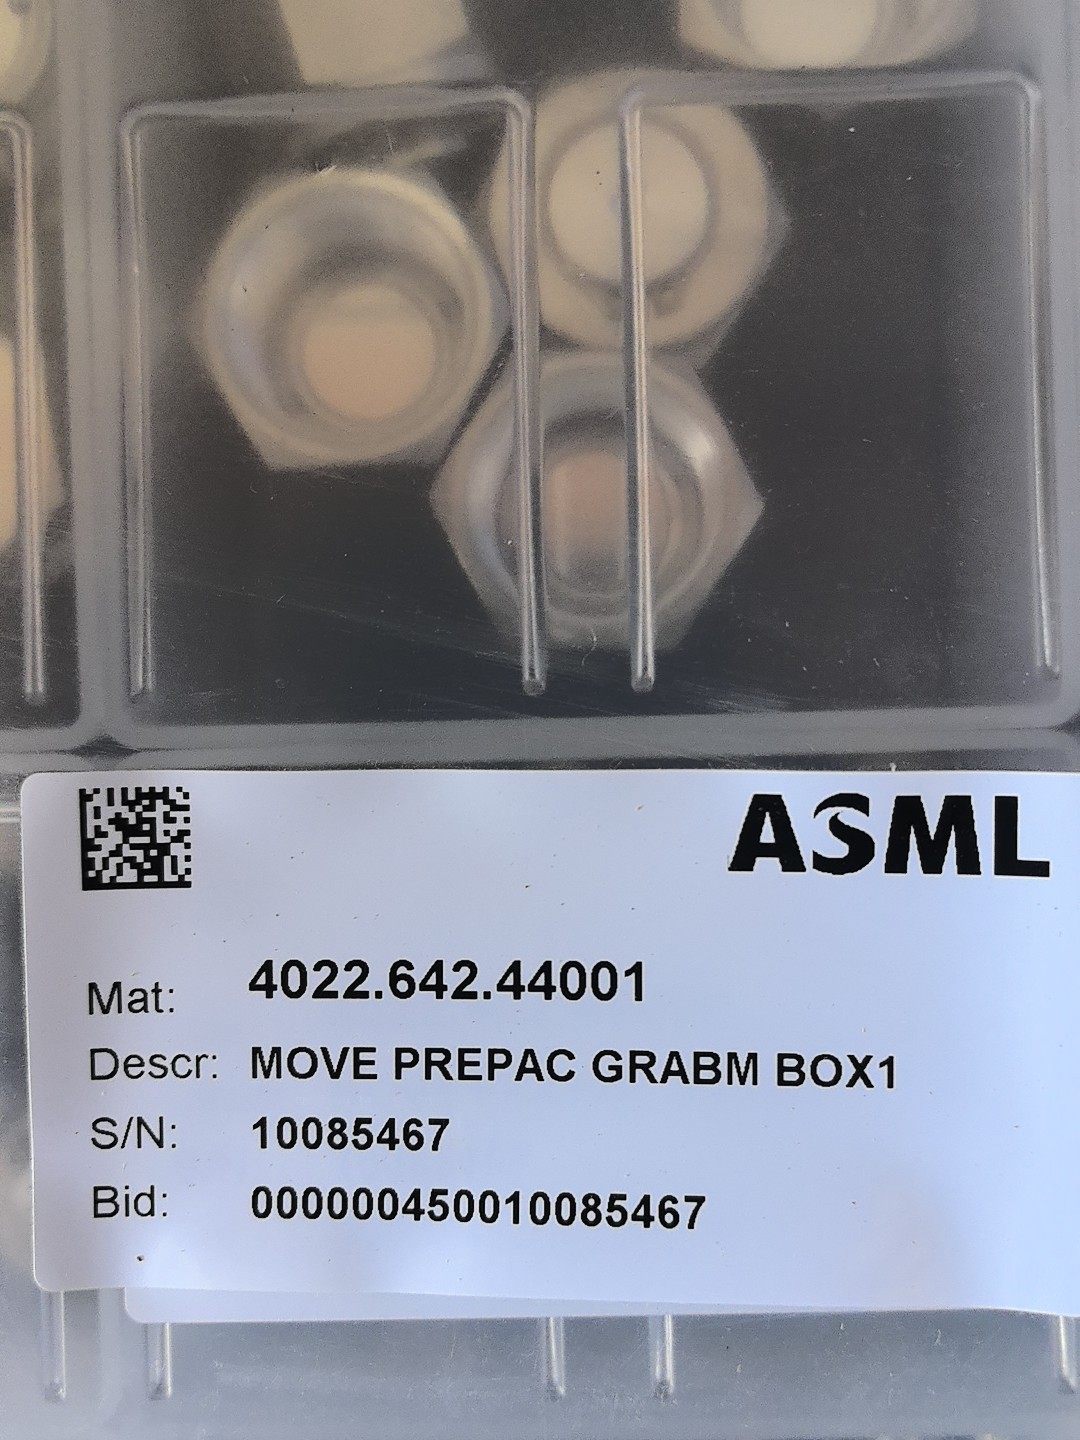 ASML
Mat: 4022.642.44001
Descr: MOVE PREPAC GRABM BOX1
S/N: 10085467
Bid: 000000450010085467